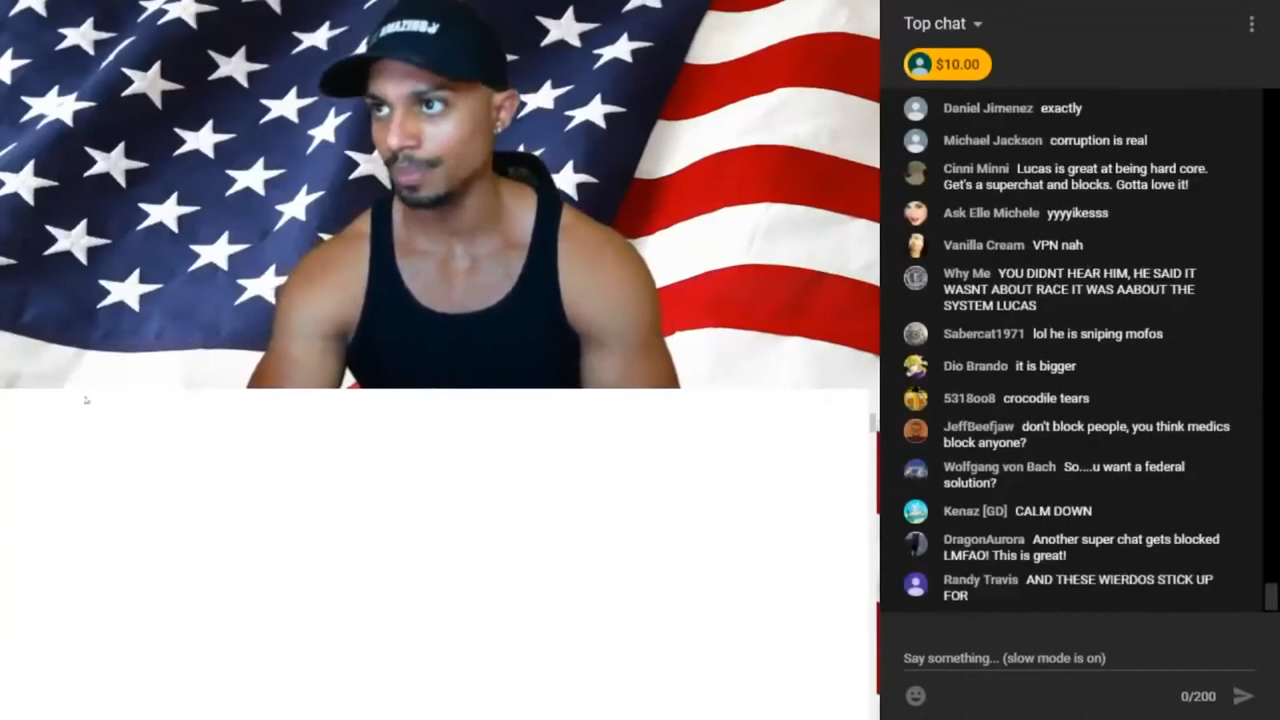 Top chat
$10.00
Daniel Jimenez exactly
Michael Jackson corruption is real
Cinni Minni Lucas is great at being hard core.
Get's a superchat and blocks. Gotta love it!
Ask Elle Michele yyyyikesss
Vanilla Cream VPN nah
Why Me YOU DIDNT HEAR HIM, HE SAID IT
WASNT ABOUT RACE IT WAS AABOUT THE
SYSTEM LUCAS
Sabercat1971 lol he is sniping mofos
Dio Brando it is bigger
5318oo8 crocodile tears
JeffBeefjaw don't block people, you think medics
block anyone?
Wolfgang von Bach So....u want a federal
solution?
Kenaz [GD] CALM DOWN
DragonAurora Another super chat gets blocked
LMFAO! This is great!
Randy Travis AND THESE WIERDOS STICK UP
FOR
Say something... (slow mode is on)
0/200